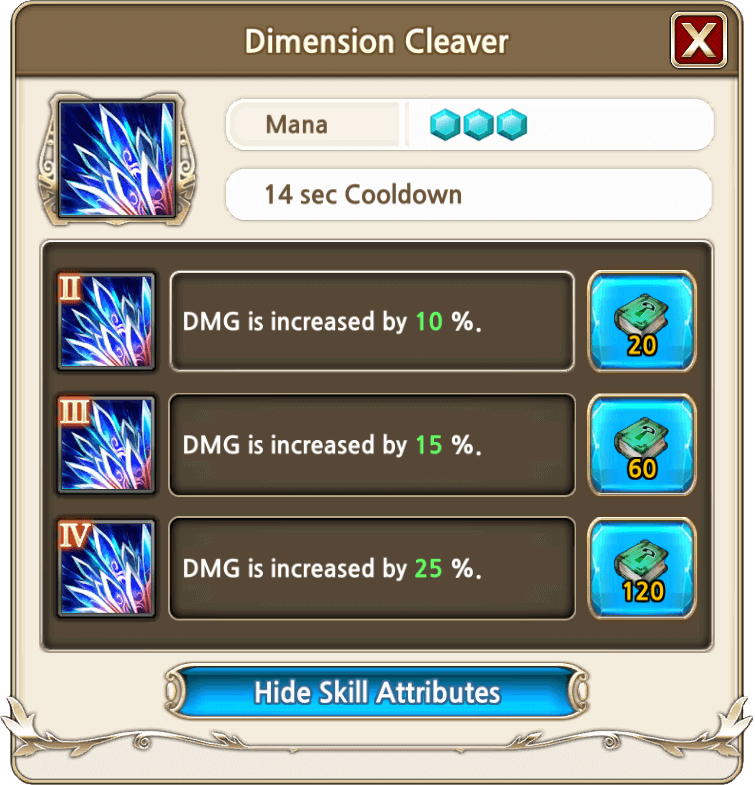 Dimension Cleaver
X
Mana
14 sec Cooldown
II
DMG is increased by 10 %.
20
III
DMG is increased by 15 %.
60
IV
DMG is increased by 25 %.
120
Hide Skill Attributes